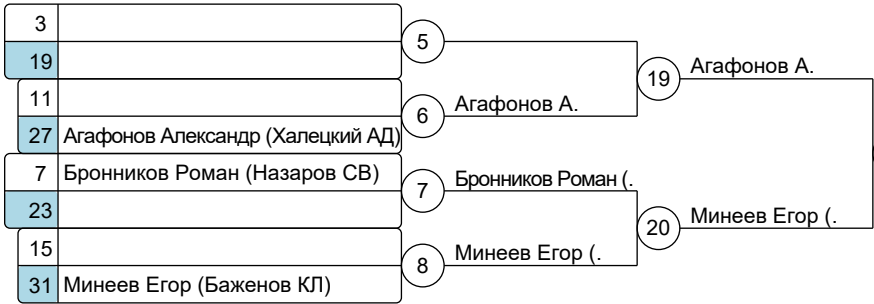 3
19
5
11
27 Агафонов Александр (Халецкий АД)
6
Агафонов А.
19
Агафонов А.
7 Бронников Роман (Назаров СВ)
23
7
Бронников Роман (.
15
31 Минеев Егор (Баженов КЛ)
8
Минеев Егор (.
20
Минеев Егор (.